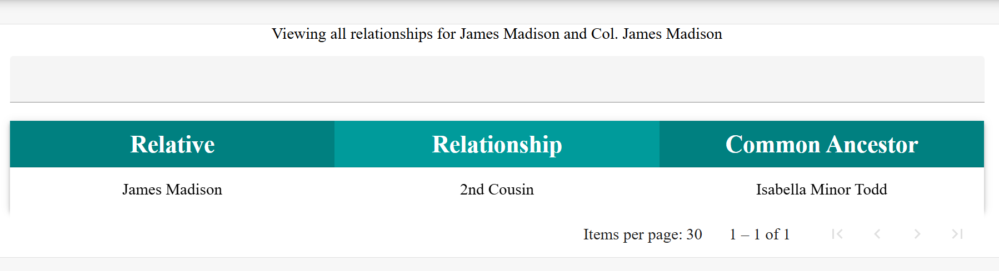 Viewing all relationships for James Madison and Col. James Madison
Relative Relationship Common Ancestor
James Madison 2nd Cousin Isabella Minor Todd
Items per page: 30 1 – 1 of 1